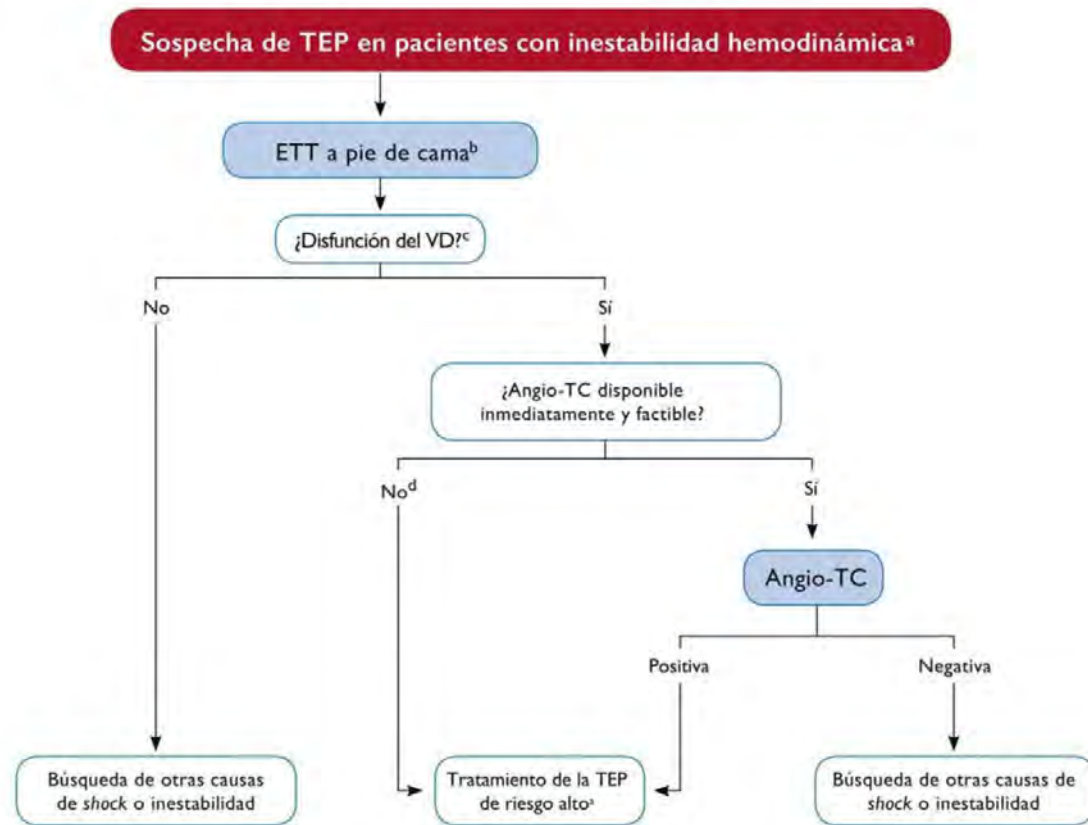 Sospecha de TEP en pacientes con inestabilidad hemodinámicaᵃ
ETT a pie de camaᵇ
¿Disfunción del VD?ᶜ
No
Sí
¿Angio-TC disponible
inmediatamente y factible?
Noᵈ
Sí
Angio-TC
Positiva
Negativa
Búsqueda de otras causas
de shock o inestabilidad
Tratamiento de la TEP
de riesgo altoᵃ
Búsqueda de otras causas de
shock o inestabilidad